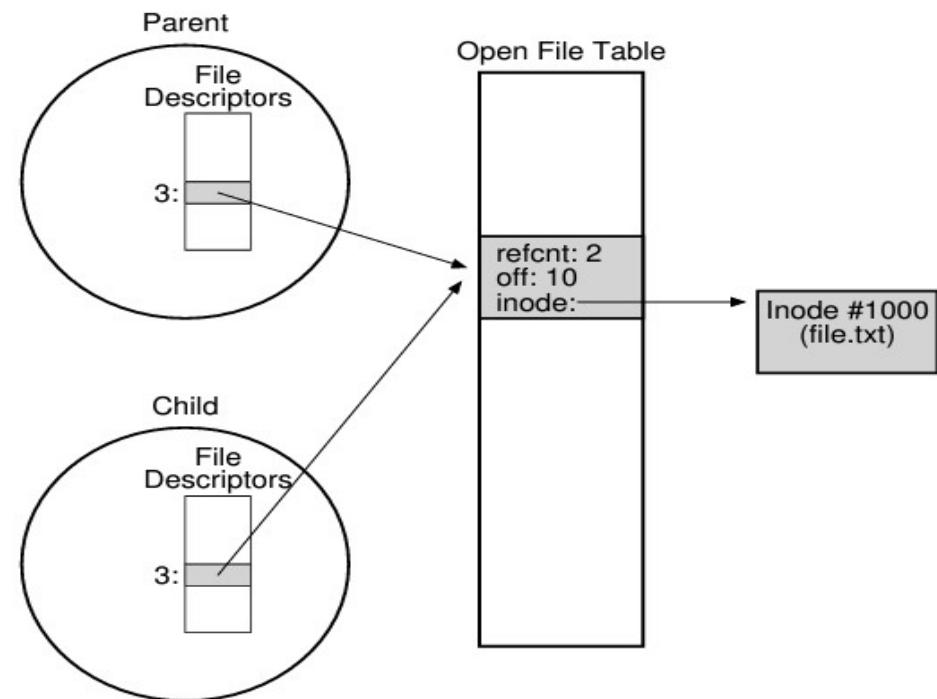 Parent
File
Descriptors
3:
Open File Table
refcnt: 2
off: 10
inode:
Inode #1000
(file.txt)
Child
File
Descriptors
3: